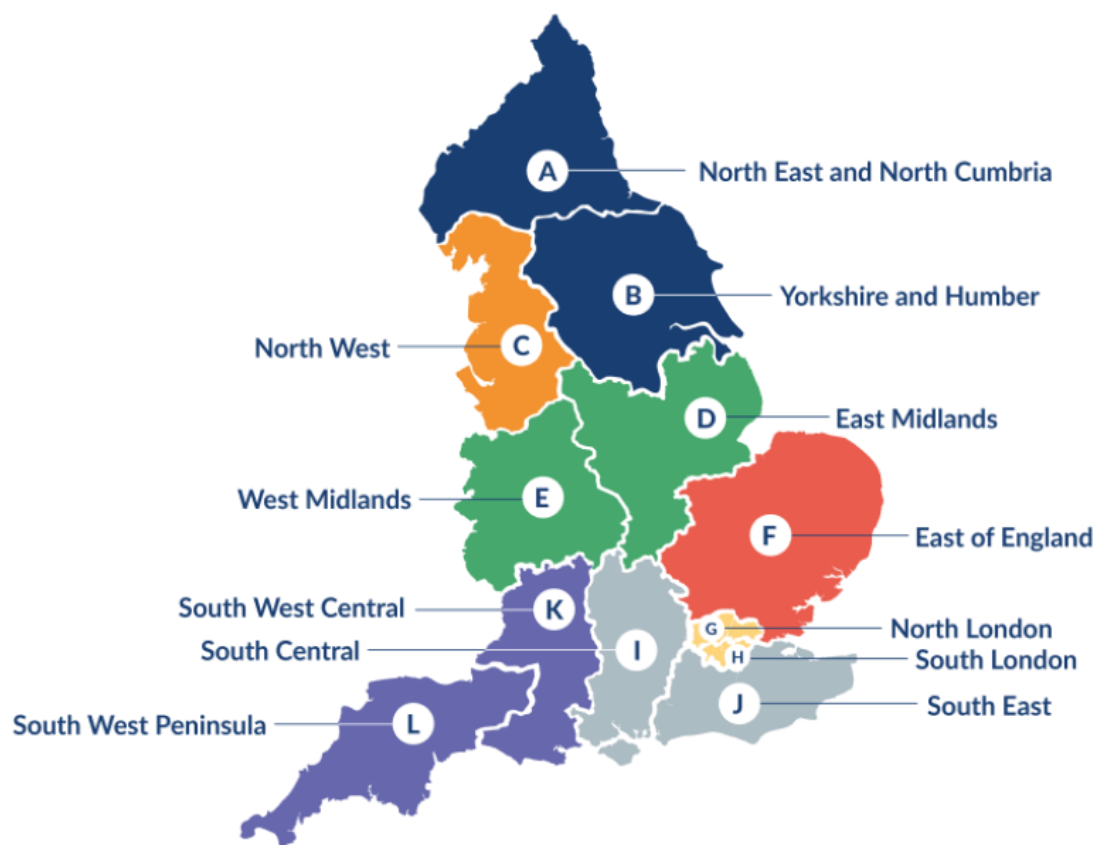 A
North East and North Cumbria
B
Yorkshire and Humber
North West
C
D
East Midlands
West Midlands
E
F
East of England
South West Central
K
G
North London
South Central
I
H
South London
J
South East
South West Peninsula
L